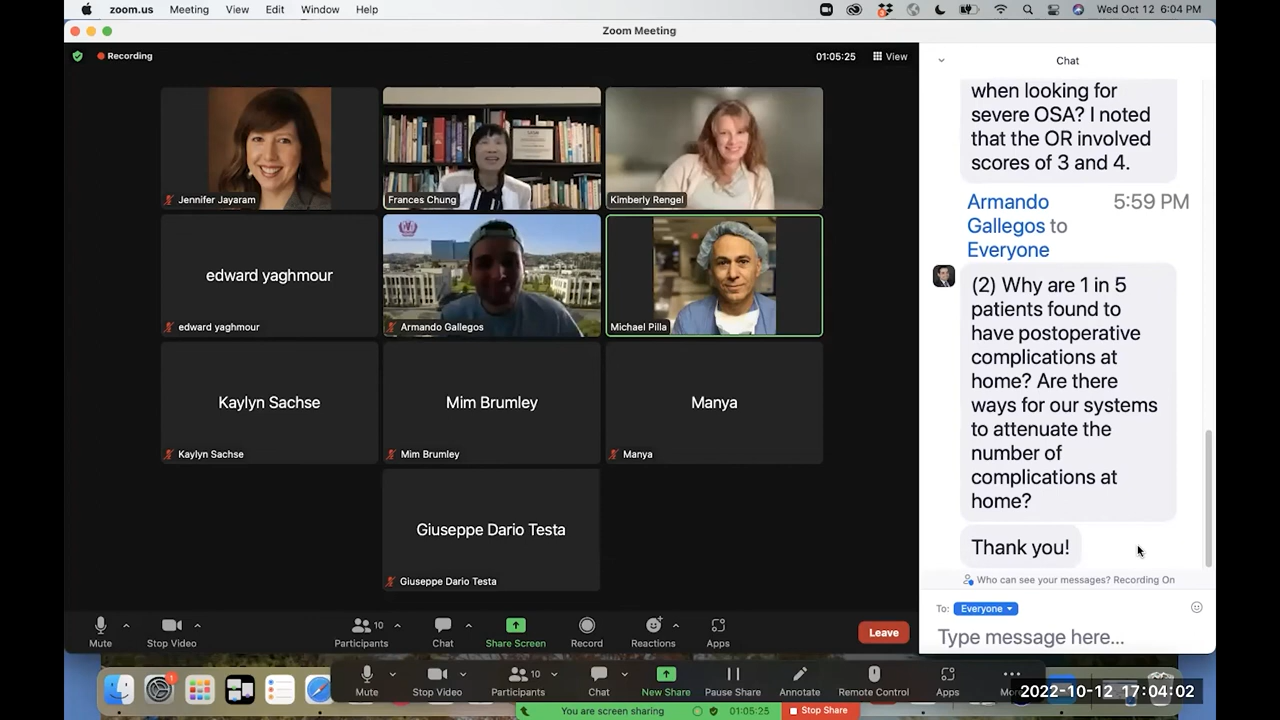 zoom.us Meeting View Edit Window Help Wed Oct 12 6:04 PM
Zoom Meeting
Recording 01:05:25 View
Jennifer Jayaram
Frances Chung
Kimberly Rengel
edward yaghmour
edward yaghmour
Armando Gallegos
Michael Pilla
Kaylyn Sachse
Kaylyn Sachse
Mim Brumley
Mim Brumley
Manya
Manya
Giuseppe Dario Testa
Giuseppe Dario Testa
Chat
when looking for
severe OSA? I noted
that the OR involved
scores of 3 and 4.
Armando 5:59 PM
Gallegos to
Everyone
(2) Why are 1 in 5
patients found to
have postoperative
complications at
home? Are there
ways for our systems
to attenuate the
number of
complications at
home?
Thank you!
Who can see your messages? Recording On
To: Everyone
Type message here...
10
Mute Stop Video Participants Chat Share Screen Record Reactions Apps Leave
1
10
Mute Stop Video Participants Chat New Share Pause Share Annotate Remote Control Apps
2022-10-12 17:04:02
You are screen sharing 01:05:25 Stop Share